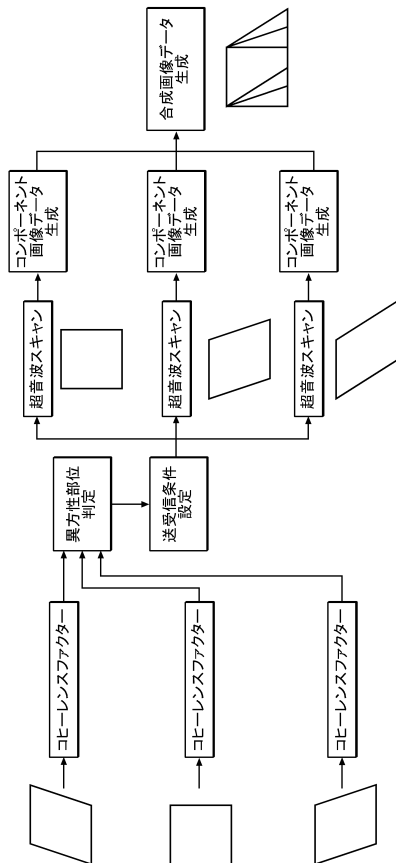 コヒーレンスファクター
コヒーレンスファクター
コヒーレンスファクター
異方性部位
判定
送受信条件
設定
超音波スキャン
超音波スキャン
超音波スキャン
コンポーネント
画像データ
生成
コンポーネント
画像データ
生成
コンポーネント
画像データ
生成
合成画像データ
生成